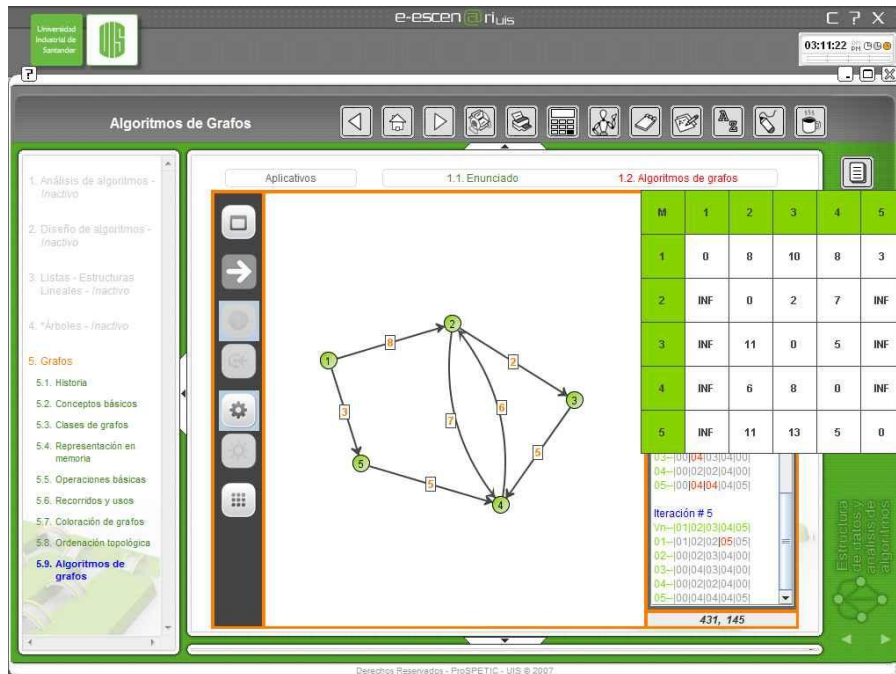 Universidad
Industrial de
Santander
e-escen@ri uis
C ? X
03:11:22 PM
?
Algoritmos de Grafos
1. Análisis de algoritmos -
Inactivo
2. Diseño de algoritmos -
Inactivo
3. Listas - Estructuras
Lineales - Inactivo
4. *Árboles - Inactivo
5. Grafos
5.1. Historia
5.2. Conceptos básicos
5.3. Clases de grafos
5.4. Representación en
memoria
5.5. Operaciones básicas
5.6. Recorridos y usos
5.7. Coloración de grafos
5.8. Ordenación topológica
5.9. Algoritmos de
grafos
Aplicativos
1.1. Enunciado
1.2. Algoritmos de grafos
1
2
3
4
5
8
2
3
7
6
5
5
M 1 2 3 4 5
1 0 8 10 8 3
2 INF 0 2 7 INF
3 INF 11 0 5 INF
4 INF 6 8 0 INF
5 INF 11 13 5 0
03--|00|04|03|04|00|
04--|00|02|02|04|00|
05--|00|04|04|04|05|
Iteración # 5
Vn--|01|02|03|04|05|
01--|01|02|02|05|05|
02--|00|02|03|04|00|
03--|00|04|03|04|00|
04--|00|02|02|04|00|
05--|00|04|04|04|05|
431, 145
Estructura
de datos y
análisis de
algoritmos
Derechos Reservados - ProSPETIC - UIS @ 2007